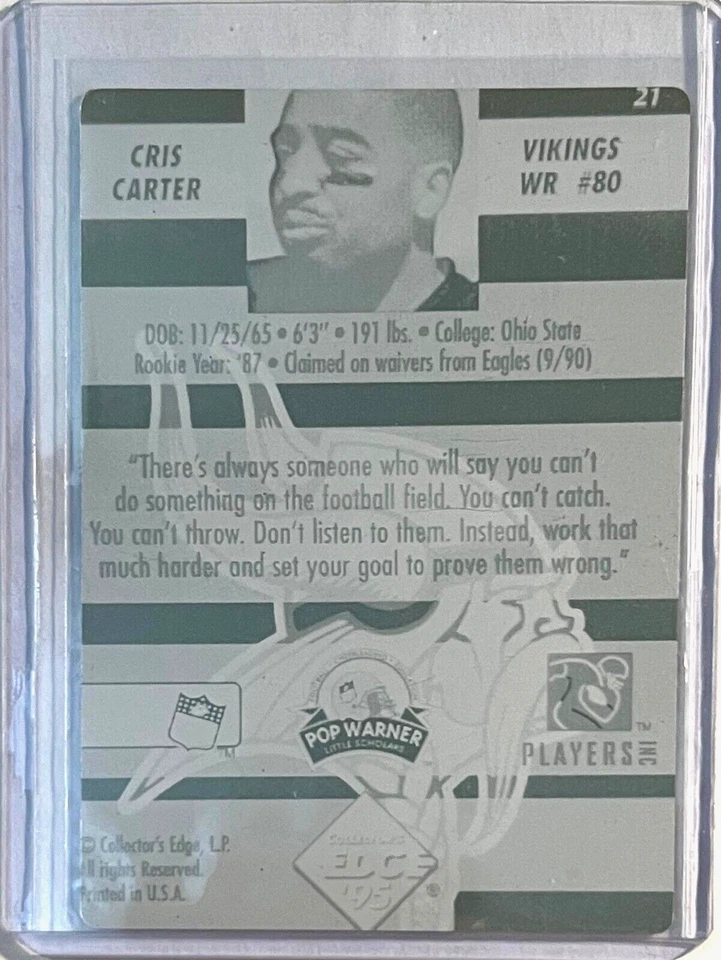 21
CRIS
CARTER
VIKINGS
WR #80
DOB: 11/25/65 • 6'3" • 191 lbs. • College: Ohio State
Rookie Year: '87 • Claimed on waivers from Eagles (9/90)
"There's always someone who will say you can't
do something on the football field. You can't catch.
You can't throw. Don't listen to them. Instead, work that
much harder and set your goal to prove them wrong."
POP WARNER
LITTLE SCHOLARS
TM
TM
PLAYERS INC
© Collector's Edge, L.P.
All rights Reserved.
Printed in U.S.A.
COLLECTOR'S
EDGE
'95
®